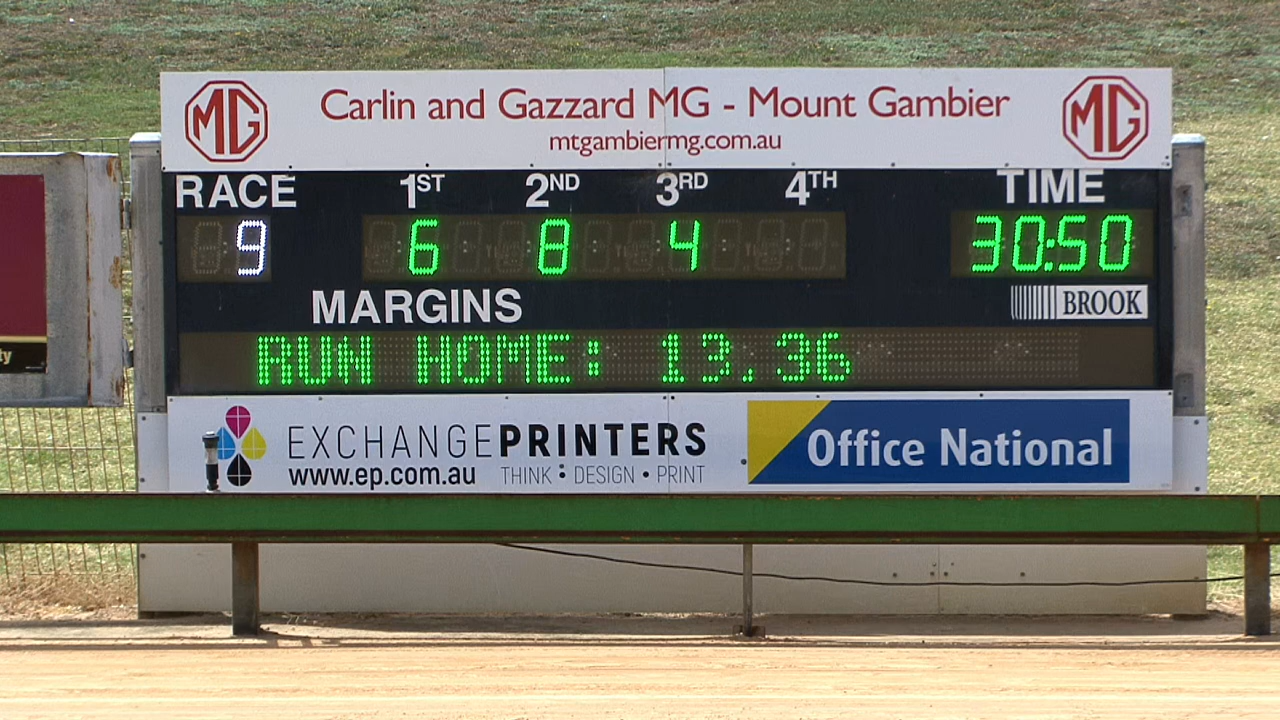 MG Carlin and Gazzard MG - Mount Gambier MG
mtgambiermg.com.au
RACE 1ST 2ND 3RD 4TH TIME
9 6 8 4 30:50
MARGINS BROOK
RUN HOME: 13.36
EXCHANGEPRINTERS
www.ep.com.au THINK : DESIGN • PRINT
Office National